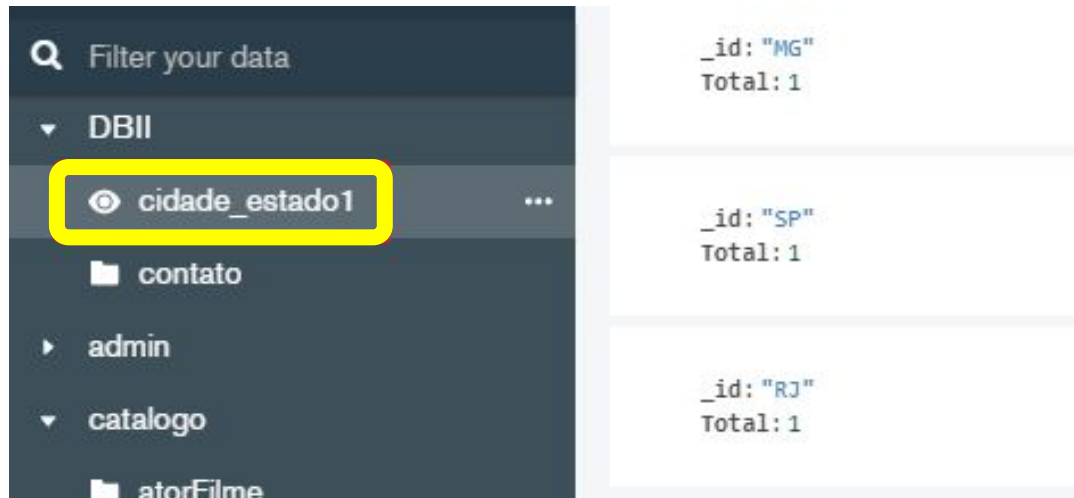 Filter your data
DBII
cidade_estado1
contato
admin
catalogo
atorFilme
_id: "MG"
Total: 1
_id: "SP"
Total: 1
_id: "RJ"
Total: 1